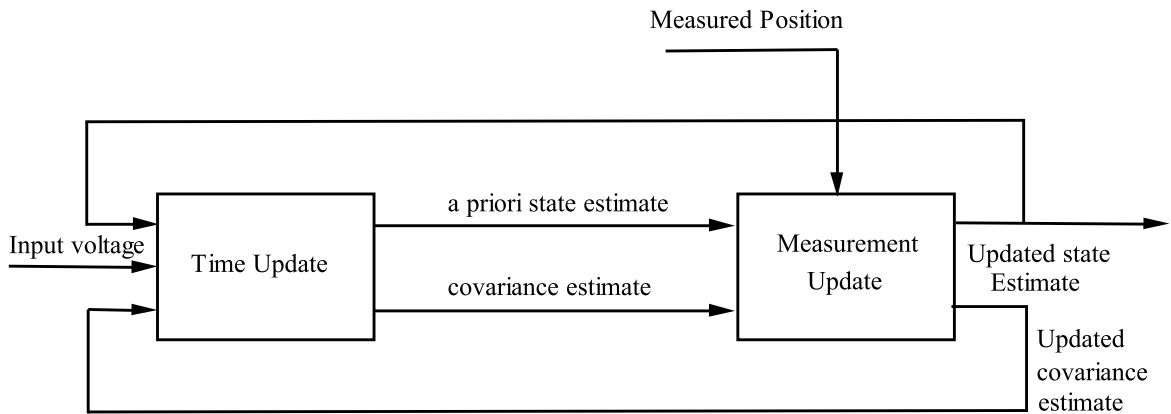 Measured Position
a priori state estimate
Input voltage
Time Update
Measurement
Update
covariance estimate
Updated state
Estimate
Updated
covariance
estimate